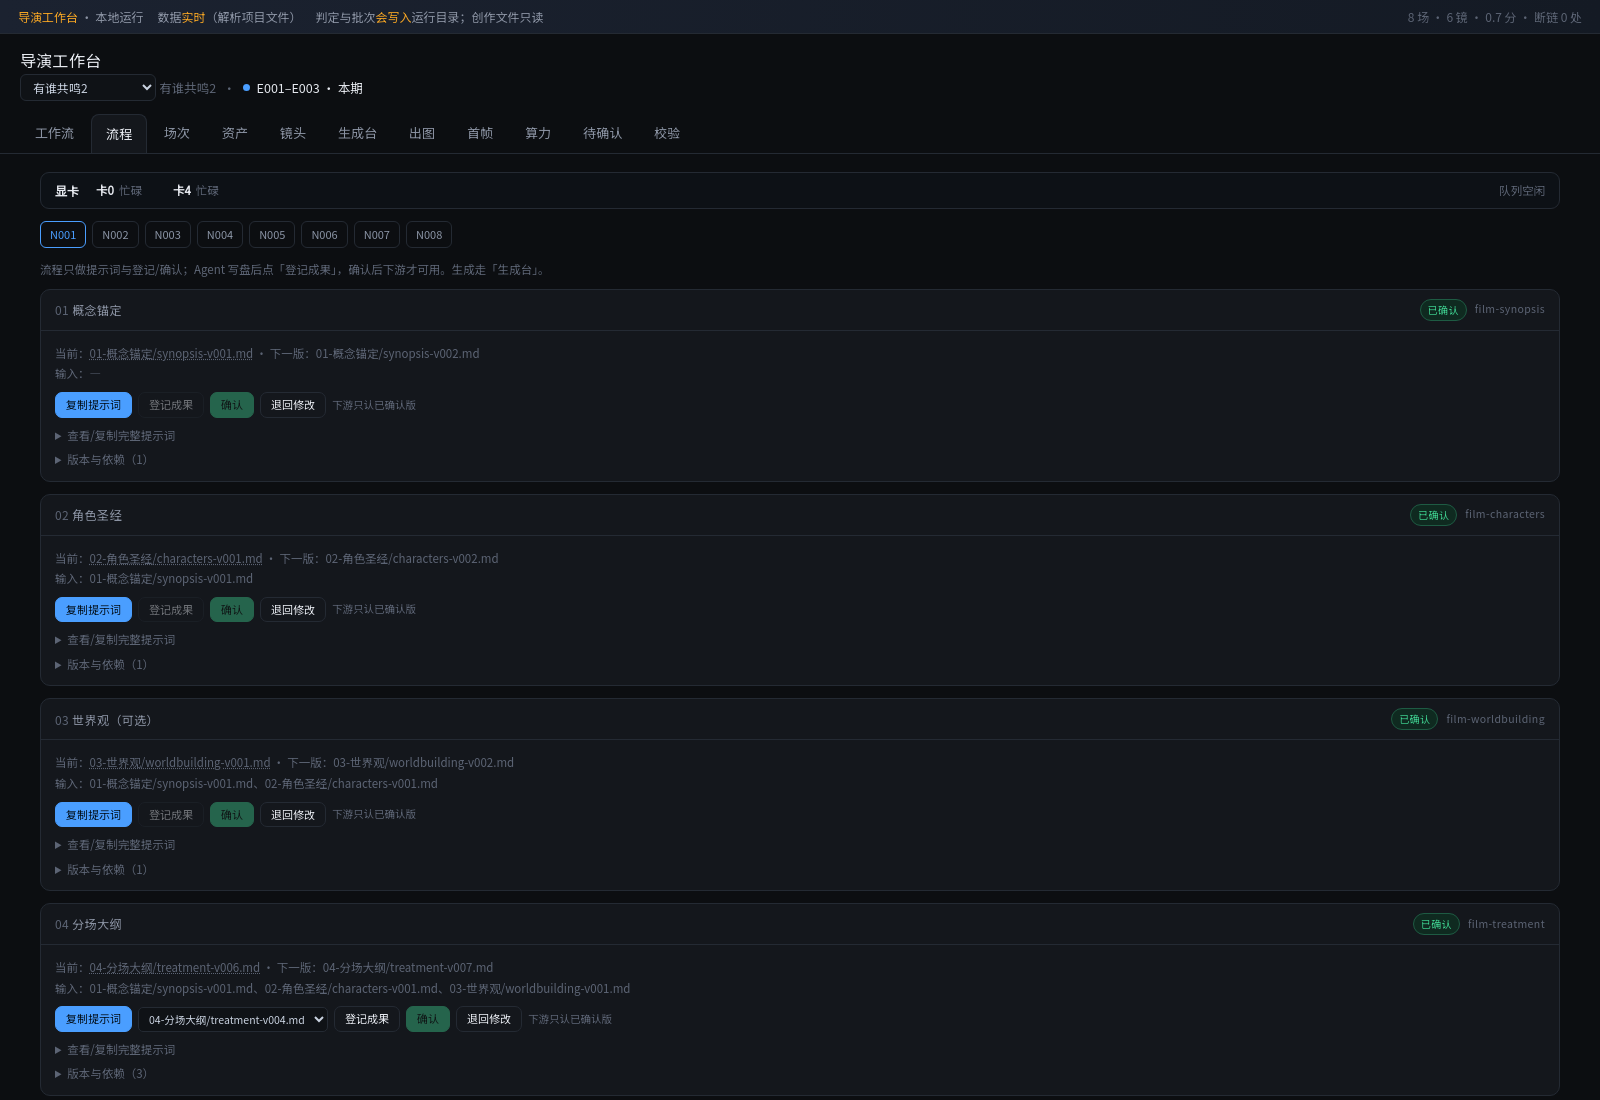 导演工作台 · 本地运行 数据实时（解析项目文件） 判定与批次会写入运行目录；创作文件只读 8 场 · 6 镜 · 0.7 分 · 断链 0 处
导演工作台
有谁共鸣2 有谁共鸣2 · E001–E003 · 本期
工作流 流程 场次 资产 镜头 生成台 出图 首帧 算力 待确认 校验
显卡 卡0 忙碌 卡4 忙碌 队列空闲
N001 N002 N003 N004 N005 N006 N007 N008
流程只做提示词与登记/确认；Agent 写盘后点「登记成果」，确认后下游才可用。生成走「生成台」。
01 概念锚定 已确认 film-synopsis
当前：01-概念锚定/synopsis-v001.md · 下一版：01-概念锚定/synopsis-v002.md
输入：—
复制提示词 登记成果 确认 退回修改 下游只认已确认版
▶ 查看/复制完整提示词
▶ 版本与依赖（1）
02 角色圣经 已确认 film-characters
当前：02-角色圣经/characters-v001.md · 下一版：02-角色圣经/characters-v002.md
输入：01-概念锚定/synopsis-v001.md
复制提示词 登记成果 确认 退回修改 下游只认已确认版
▶ 查看/复制完整提示词
▶ 版本与依赖（1）
03 世界观（可选） 已确认 film-worldbuilding
当前：03-世界观/worldbuilding-v001.md · 下一版：03-世界观/worldbuilding-v002.md
输入：01-概念锚定/synopsis-v001.md、02-角色圣经/characters-v001.md
复制提示词 登记成果 确认 退回修改 下游只认已确认版
▶ 查看/复制完整提示词
▶ 版本与依赖（1）
04 分场大纲 已确认 film-treatment
当前：04-分场大纲/treatment-v006.md · 下一版：04-分场大纲/treatment-v007.md
输入：01-概念锚定/synopsis-v001.md、02-角色圣经/characters-v001.md、03-世界观/worldbuilding-v001.md
复制提示词 04-分场大纲/treatment-v004.md 登记成果 确认 退回修改 下游只认已确认版
▶ 查看/复制完整提示词
▶ 版本与依赖（3）